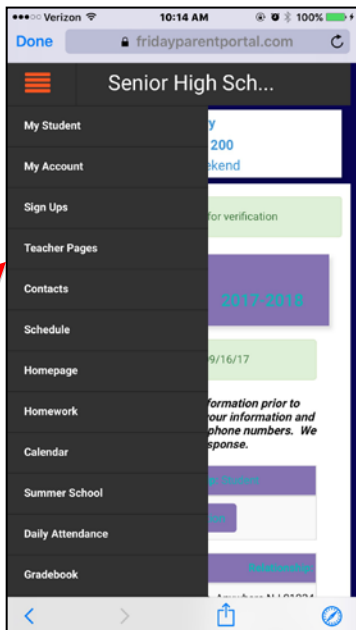 Verizon 10:14 AM 100%
Done fridayparentportal.com
Senior High Sch...
My Student
y
200
My Account
ekend
Sign Ups
for verification
Teacher Pages
Contacts
2017-2018
Schedule
9/16/17
Homepage
formation prior to
Homework
your information and
phone numbers. We
sponse.
Calendar
Summer School
Daily Attendance
Relationship
Gradebook